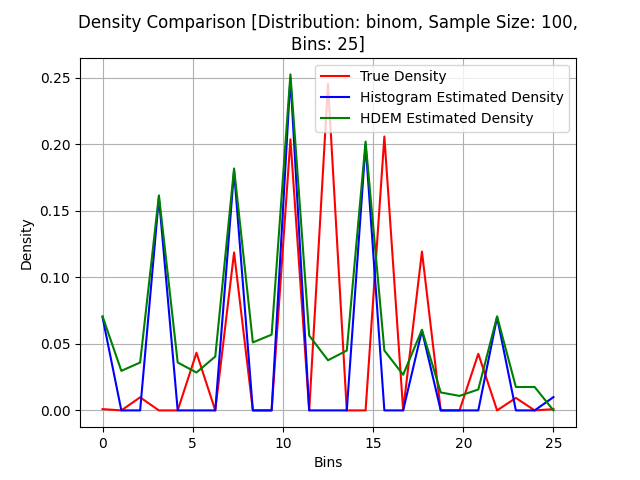 Density Comparison [Distribution: binom, Sample Size: 100,
Bins: 25]
True Density
Histogram Estimated Density
HDEM Estimated Density
0.25
0.20
0.15
0.10
0.05
0.00
Density
0 5 10 15 20 25
Bins